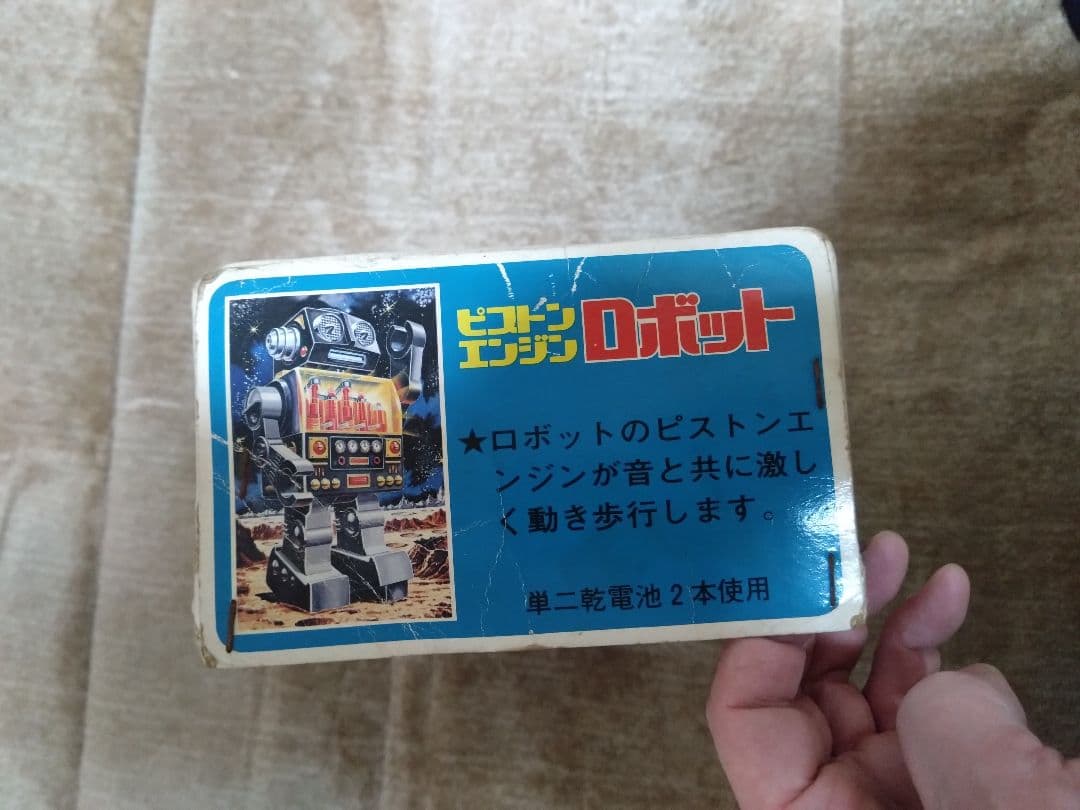 ピストン
エンジン ロボット
★ロボットのピストンエ
ンジンが音と共に激し
く動き歩行します。
単二乾電池2本使用